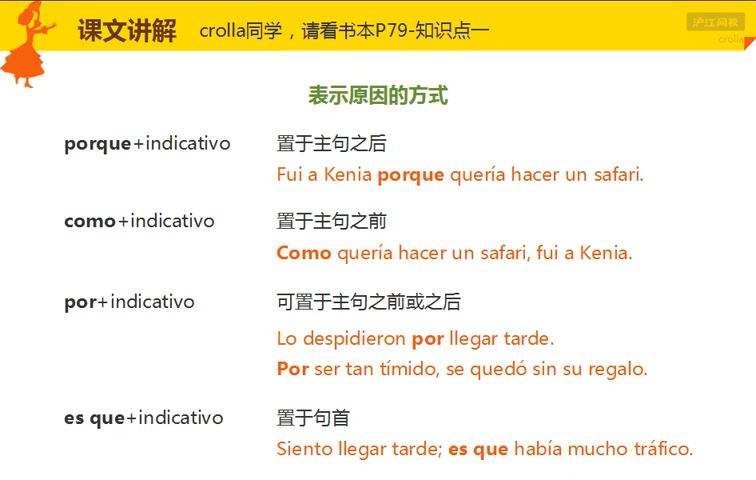 课文讲解 crolla同学，请看书本P79-知识点一
沪江网校
crolla
表示原因的方式
porque+indicativo 置于主句之后
Fui a Kenia porque quería hacer un safari.
como+indicativo 置于主句之前
Como quería hacer un safari, fui a Kenia.
por+indicativo 可置于主句之前或之后
Lo despidieron por llegar tarde.
Por ser tan tímido, se quedó sin su regalo.
es que+indicativo 置于句首
Siento llegar tarde; es que había mucho tráfico.